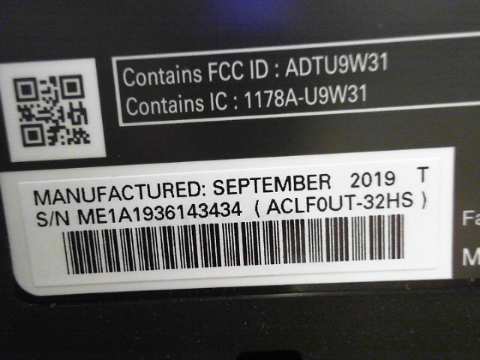 Contains FCC ID : ADTU9W31
Contains IC : 1178A-U9W31
MANUFACTURED: SEPTEMBER 2019 T
S/N ME1A1936143434 ( ACLF0UT-32HS )